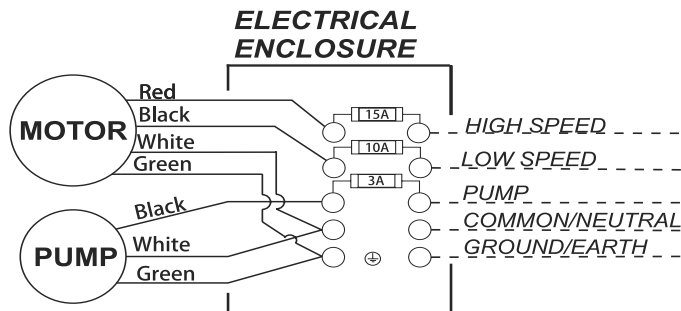 ELECTRICAL
ENCLOSURE
Red
Black
White
Green
MOTOR
15A
HIGH SPEED
10A
LOW SPEED
3A
PUMP
COMMON/NEUTRAL
GROUND/EARTH
Black
White
Green
PUMP